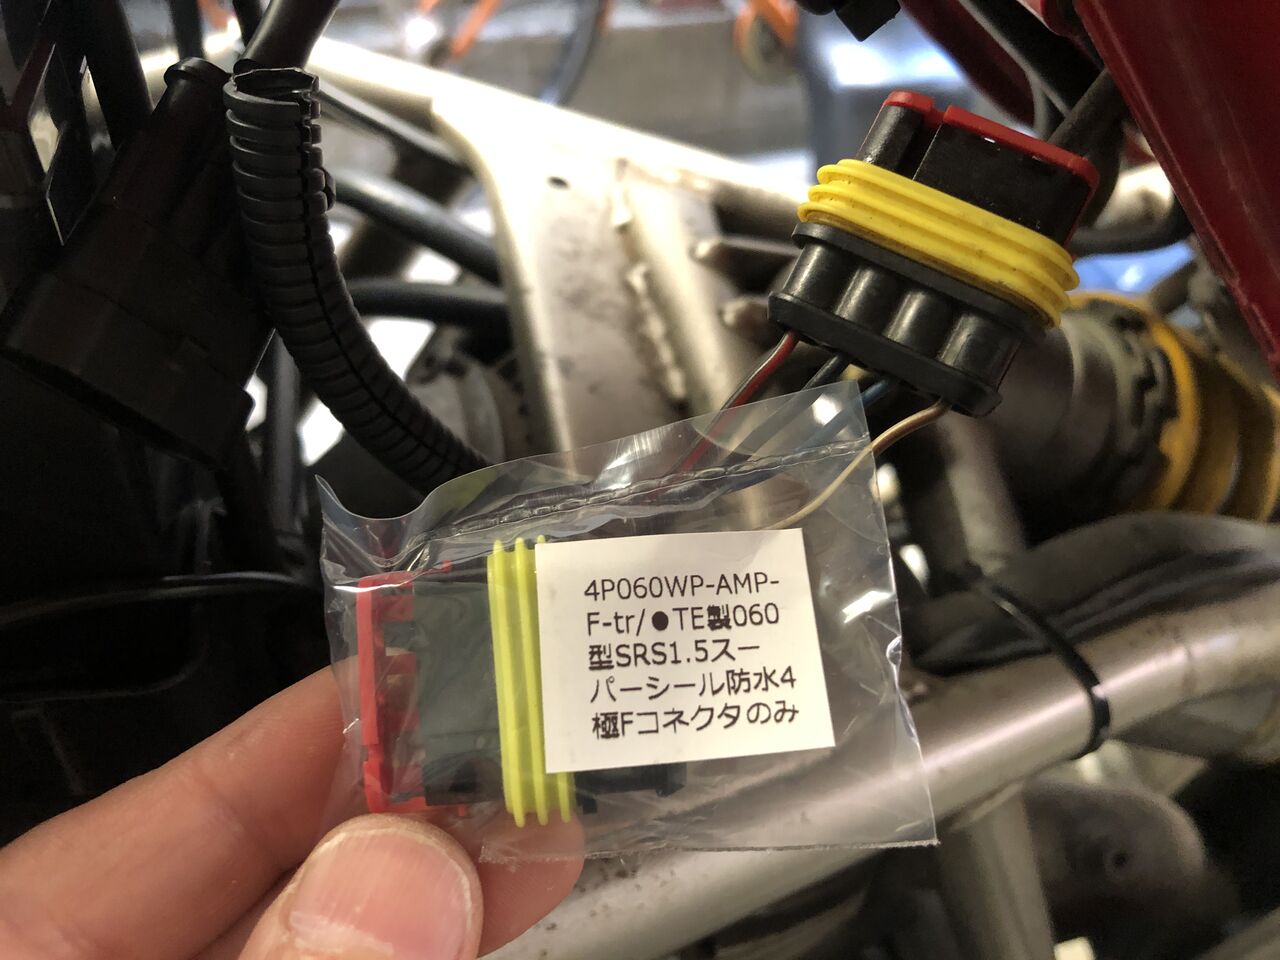 4P060WP-AMP-
F-tr/●TE製060
型SRS1.5スー
パーシール防水4
極Fコネクタのみ